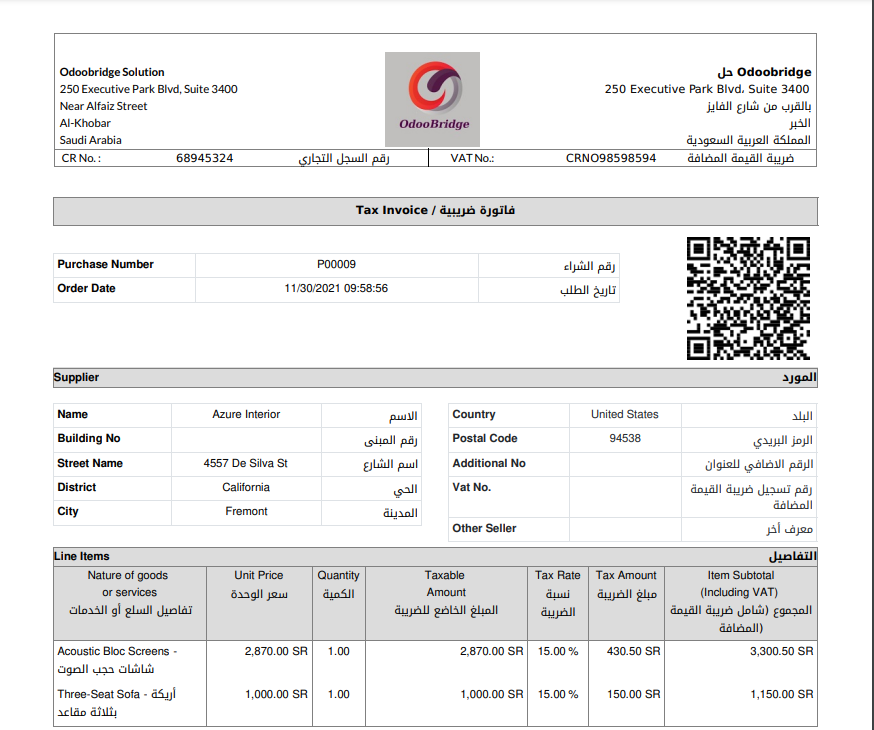 Odoobridge Solution
250 Executive Park Blvd, Suite 3400
Near Alfaiz Street
Al-Khobar
Saudi Arabia
OdooBridge
Odoobridge حل
250 Executive Park Blvd، Suite 3400
بالقرب من شارع الفايز
الخبر
المملكة العربية السعودية
CR No. : 68945324 رقم السجل التجاري
VAT No.: CRNO98598594 ضريبة القيمة المضافة
Tax Invoice / فاتورة ضريبية
Purchase Number P00009 رقم الشراء
Order Date 11/30/2021 09:58:56 تاريخ الطلب
Supplier المورد
Name Azure Interior الاسم
Building No رقم المبنى
Street Name 4557 De Silva St اسم الشارع
District California الحي
City Fremont المدينة
Country United States البلد
Postal Code 94538 الرمز البريدي
Additional No الرقم الاضافي للعنوان
Vat No. رقم تسجيل ضريبة القيمة
المضافة
Other Seller معرف أخر
Line Items التفاصيل
Nature of goods
or services
تفاصيل السلع أو الخدمات
Unit Price
سعر الوحدة
Quantity
الكمية
Taxable
Amount
المبلغ الخاضع للضريبة
Tax Rate
نسبة
الضريبة
Tax Amount
مبلغ الضريبة
Item Subtotal
(Including VAT)
المجموع (شامل ضريبة القيمة
المضافة)
Acoustic Bloc Screens - 2,870.00 SR 1.00 2,870.00 SR 15.00 % 430.50 SR 3,300.50 SR
شاشات حجب الصوت
Three-Seat Sofa - أريكة 1,000.00 SR 1.00 1,000.00 SR 15.00 % 150.00 SR 1,150.00 SR
بثلاثة مقاعد